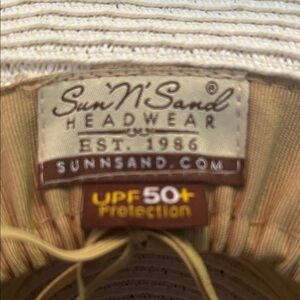 Sun 'N' Sand®
HEADWEAR
EST. 1986
SUNNSAND.COM
UPF 50+
Protection